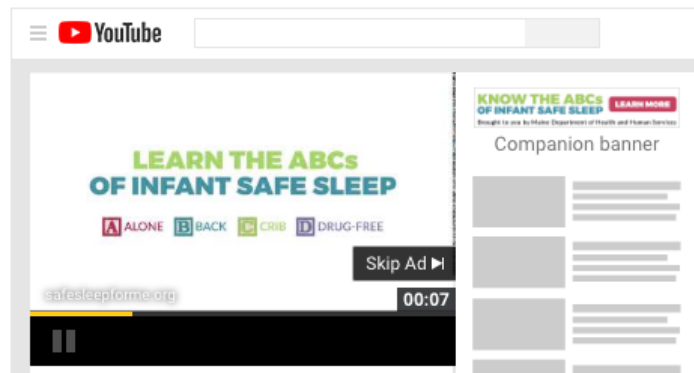 YouTube
LEARN THE ABCs
OF INFANT SAFE SLEEP
A ALONE B BACK C CRIB D DRUG-FREE
Skip Ad
safesleepforme.org
00:07
KNOW THE ABCs
OF INFANT SAFE SLEEP
LEARN MORE
Brought to you by Maine Department of Health and Human Services
Companion banner